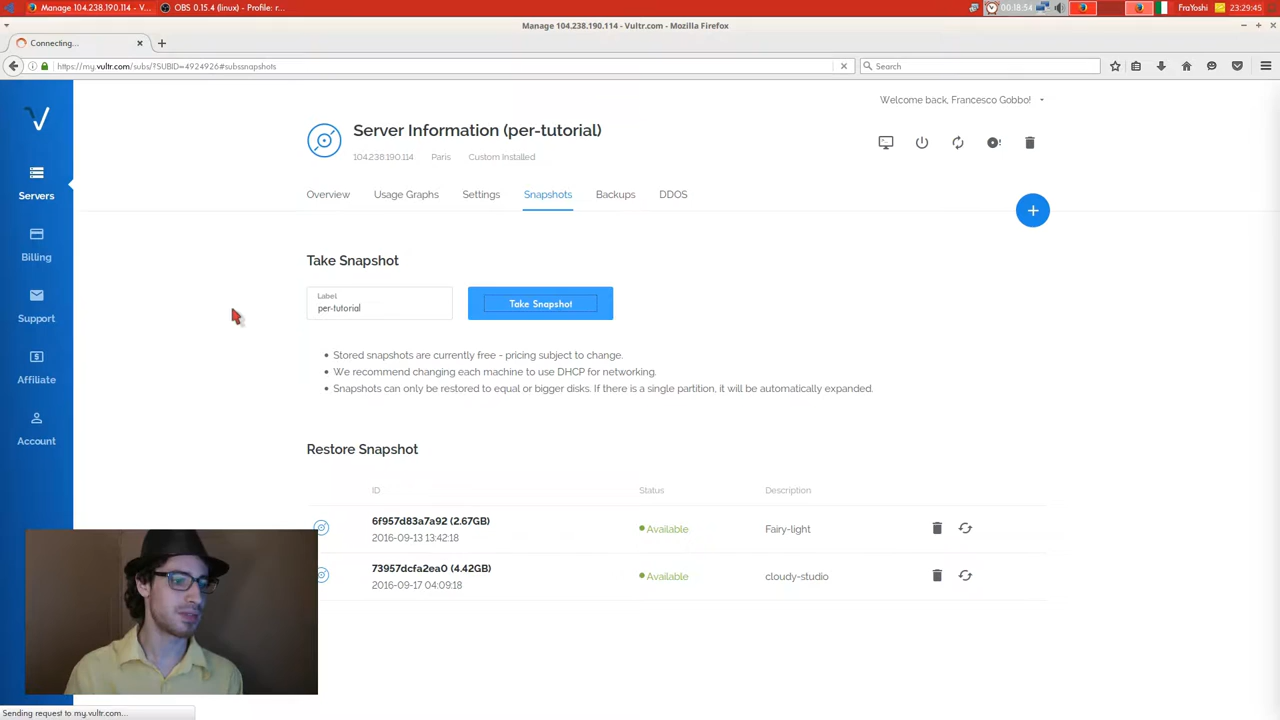 Manage 104.238.190.114 - V...
OBS 0.15.4 (linux) - Profile: r...
00:18:54
FraYoshi
23:29:45
Manage 104.238.190.114 - Vultr.com - Mozilla Firefox
Connecting...
https://my.vultr.com/subs/?SUBID=4924926#subssnapshots
Search
Welcome back, Francesco Gobbo!
Server Information (per-tutorial)
104.238.190.114 Paris Custom Installed
Servers
Billing
Support
Affiliate
Account
Overview Usage Graphs Settings Snapshots Backups DDOS
Take Snapshot
Label
per-tutorial
Take Snapshot
Stored snapshots are currently free - pricing subject to change.
We recommend changing each machine to use DHCP for networking.
Snapshots can only be restored to equal or bigger disks. If there is a single partition, it will be automatically expanded.
Restore Snapshot
ID Status Description
6f957d83a7a92 (2.67GB)
2016-09-13 13:42:18
Available
Fairy-light
73957dcfa2ea0 (4.42GB)
2016-09-17 04:09:18
Available
cloudy-studio
Sending request to my.vultr.com...